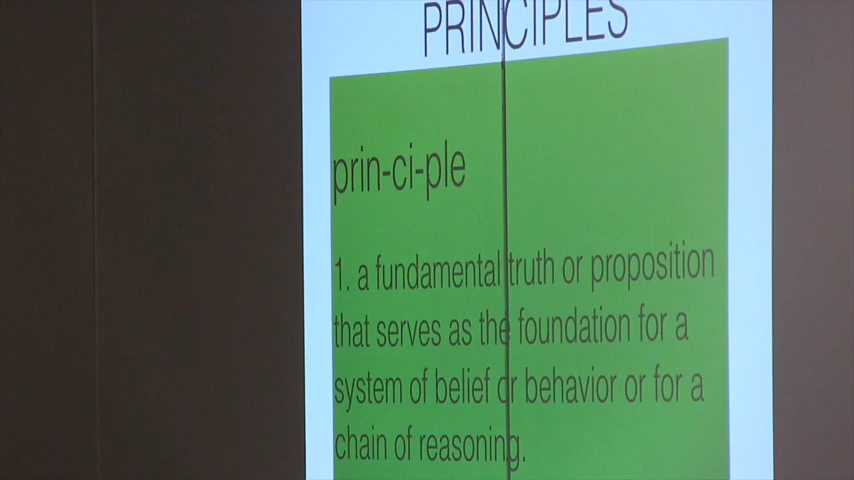 PRINCIPLES
prin-ci-ple
1. a fundamental truth or proposition
that serves as the foundation for a
system of belief or behavior or for a
chain of reasoning.